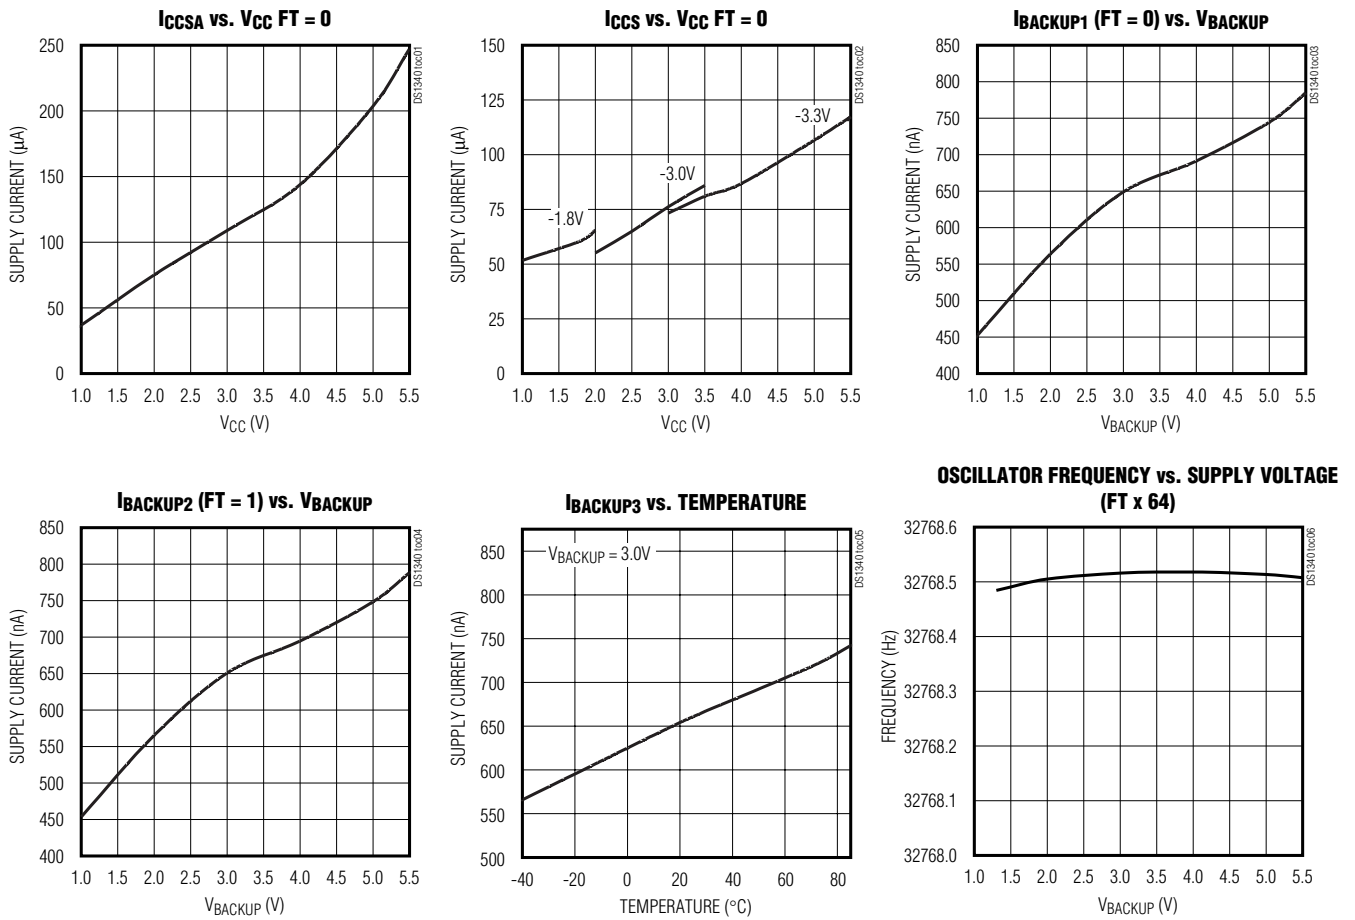 ICCSA vs. VCC FT = 0
250
200
150
100
50
0
SUPPLY CURRENT (µA)
1.0 1.5 2.0 2.5 3.0 3.5 4.0 4.5 5.0 5.5
VCC (V)
DS1340 toc01
ICCS vs. VCC FT = 0
150
125
100
75
50
25
0
SUPPLY CURRENT (µA)
-1.8V
-3.0V
-3.3V
1.0 1.5 2.0 2.5 3.0 3.5 4.0 4.5 5.0 5.5
VCC (V)
DS1340 toc02
IBACKUP1 (FT = 0) vs. VBACKUP
850
800
750
700
650
600
550
500
450
400
SUPPLY CURRENT (nA)
1.0 1.5 2.0 2.5 3.0 3.5 4.0 4.5 5.0 5.5
VBACKUP (V)
DS1340 toc03
IBACKUP2 (FT = 1) vs. VBACKUP
850
800
750
700
650
600
550
500
450
400
SUPPLY CURRENT (nA)
1.0 1.5 2.0 2.5 3.0 3.5 4.0 4.5 5.0 5.5
VBACKUP (V)
DS1340 toc04
IBACKUP3 vs. TEMPERATURE
850
800
750
700
650
600
550
500
SUPPLY CURRENT (nA)
VBACKUP = 3.0V
-40 -20 0 20 40 60 80
TEMPERATURE (°C)
DS1340 toc05
OSCILLATOR FREQUENCY vs. SUPPLY VOLTAGE
(FT x 64)
32768.6
32768.5
32768.4
32768.3
32768.2
32768.1
32768.0
FREQUENCY (Hz)
1.0 1.5 2.0 2.5 3.0 3.5 4.0 4.5 5.0 5.5
VBACKUP (V)
DS1340 toc06